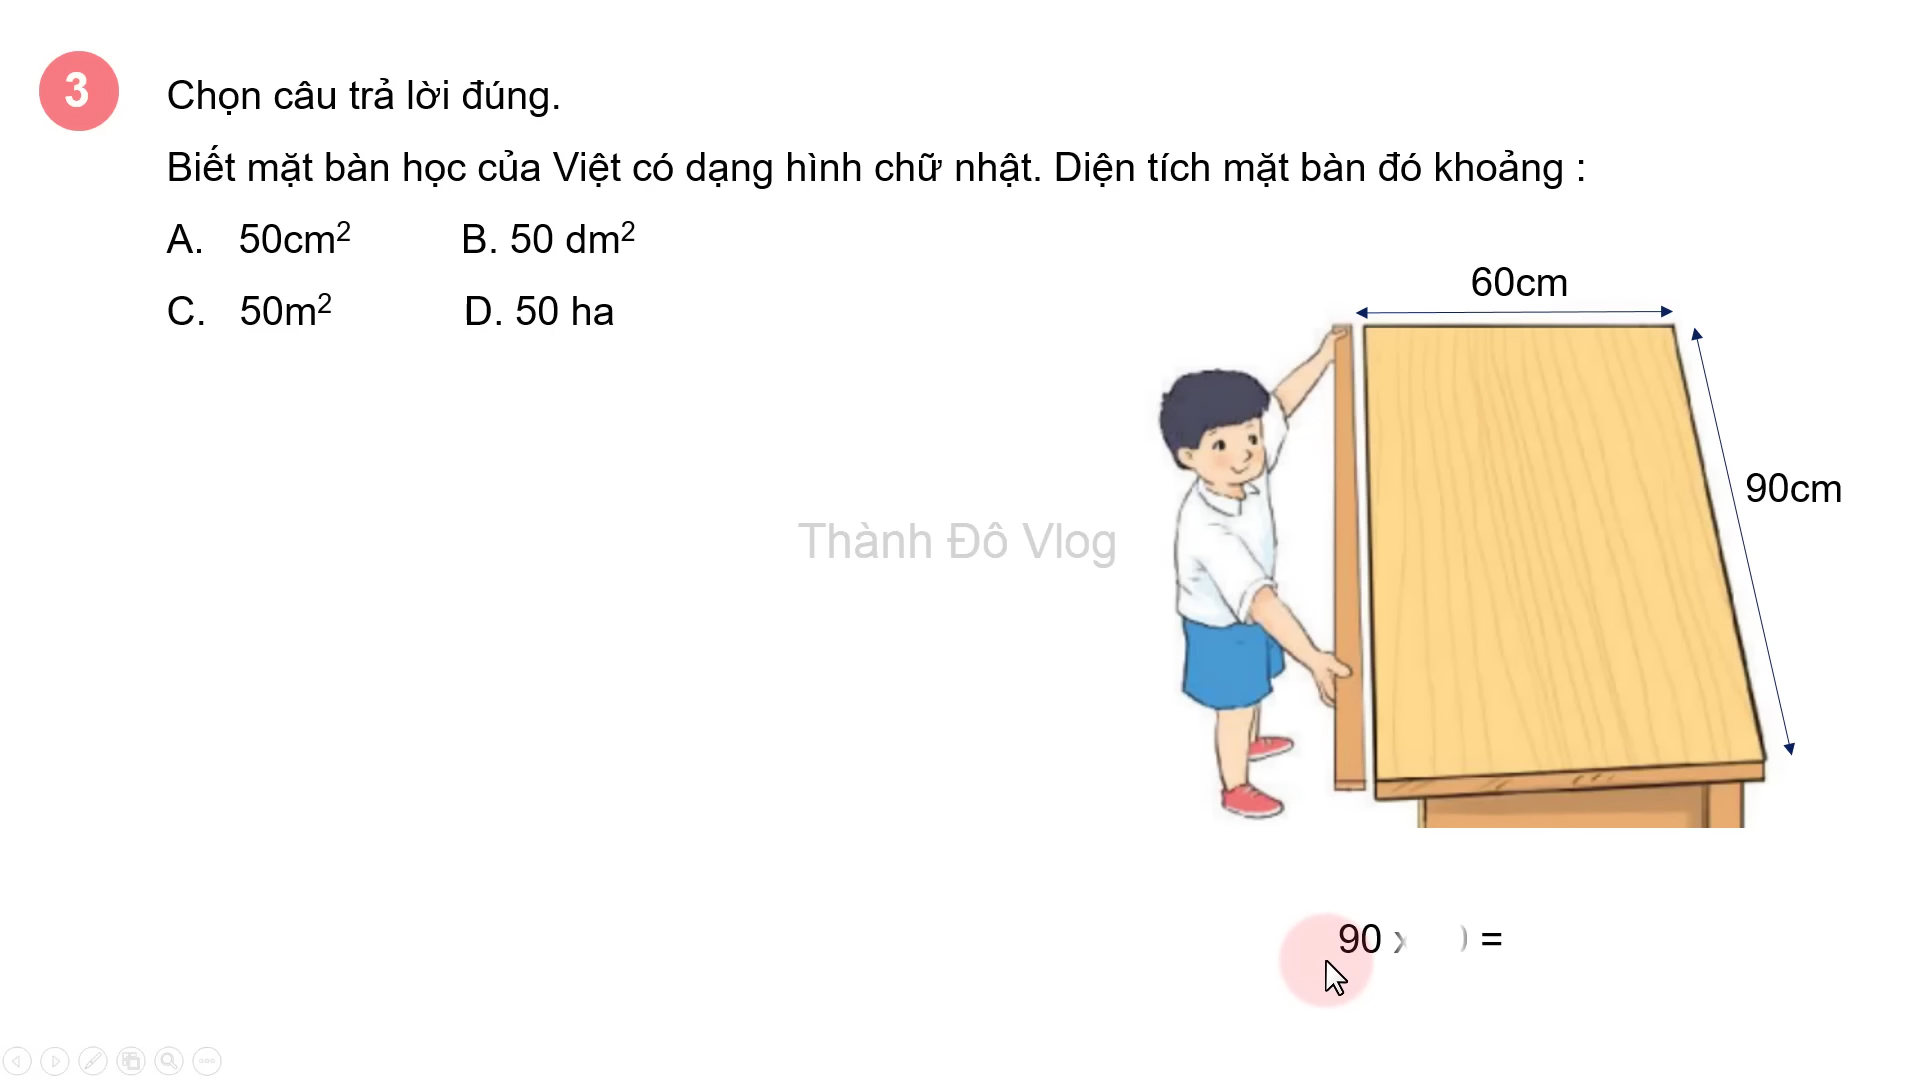 3
Chọn câu trả lời đúng.
Biết mặt bàn học của Việt có dạng hình chữ nhật. Diện tích mặt bàn đó khoảng :
A. 50cm² B. 50 dm²
C. 50m² D. 50 ha
60cm
90cm
Thành Đô Vlog
90 x =